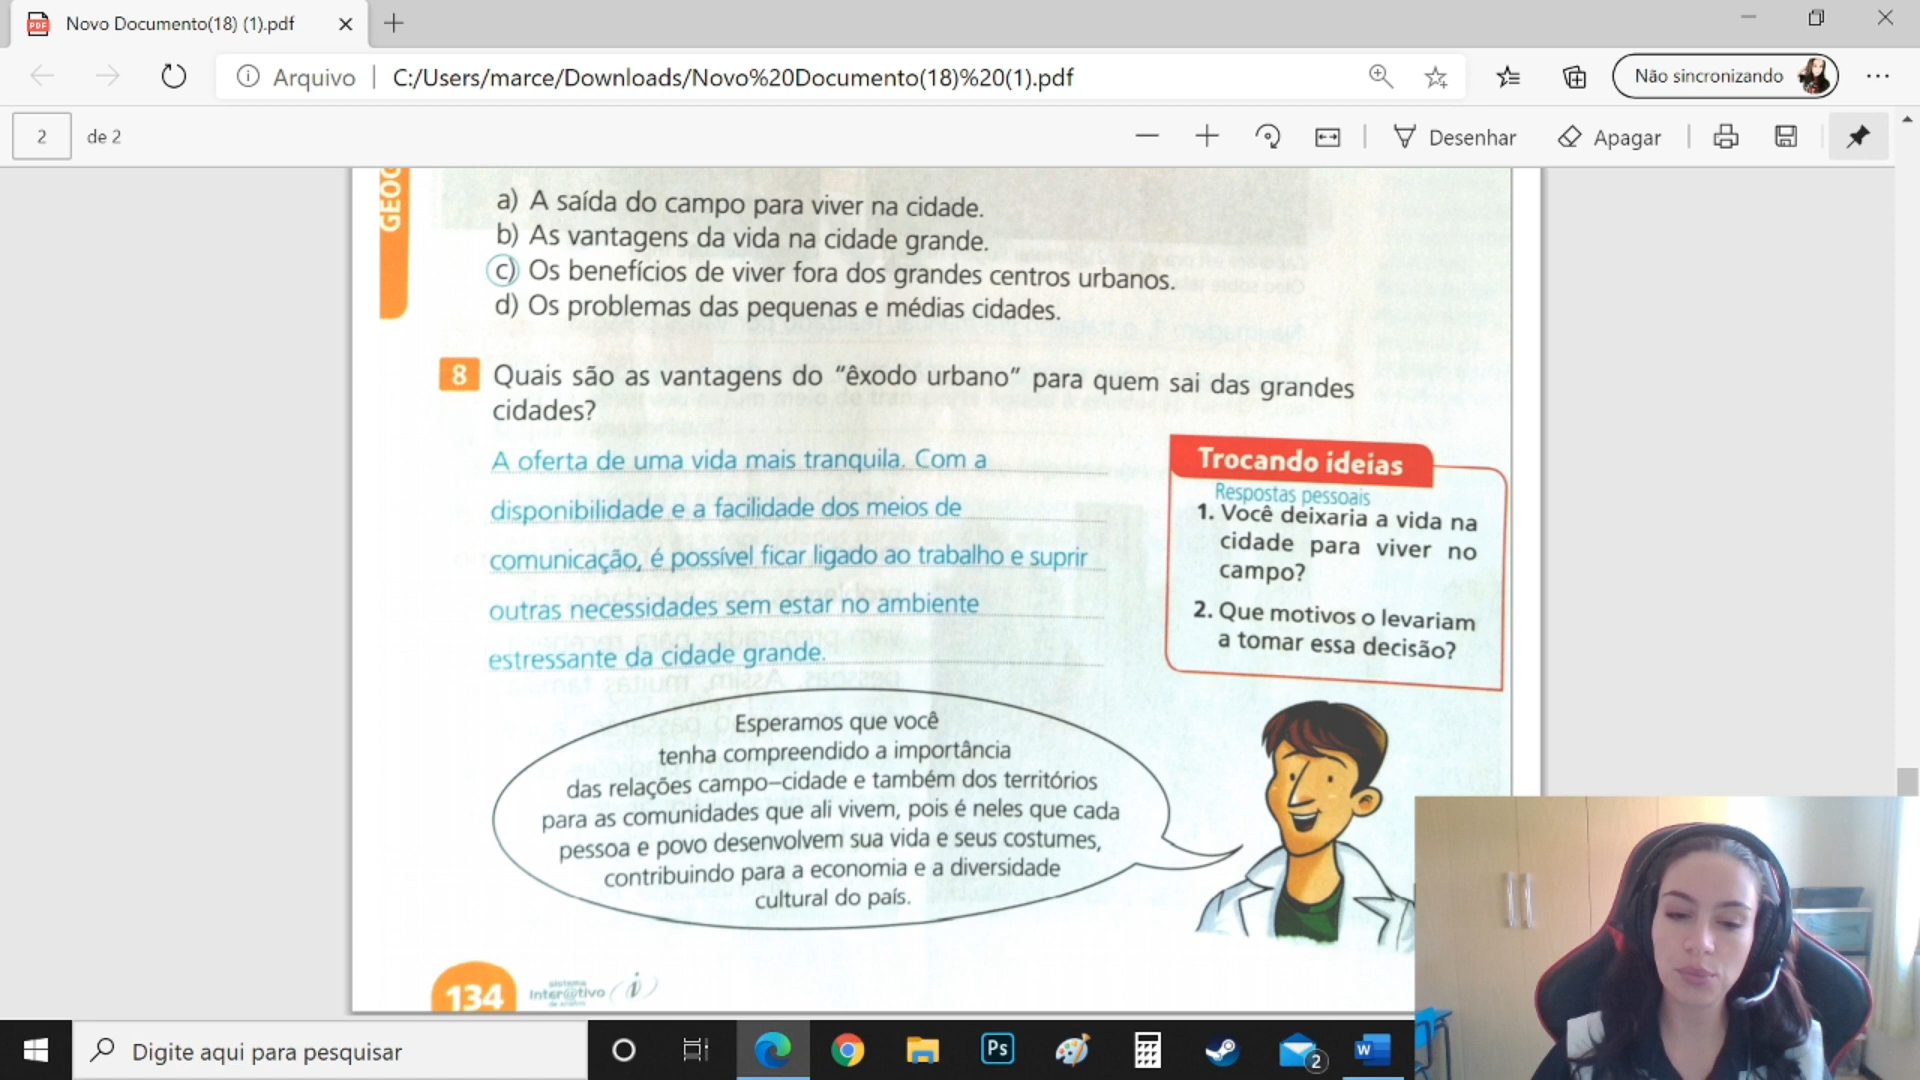 Novo Documento(18) (1).pdf
Arquivo
C:/Users/marce/Downloads/Novo%20Documento(18)%20(1).pdf
Não sincronizando
2
de 2
Desenhar
Apagar
a) A saída do campo para viver na cidade.
b) As vantagens da vida na cidade grande.
c) Os benefícios de viver fora dos grandes centros urbanos.
d) Os problemas das pequenas e médias cidades.
8 Quais são as vantagens do “êxodo urbano” para quem sai das grandes
cidades?
A oferta de uma vida mais tranquila. Com a
disponibilidade e a facilidade dos meios de
comunicação, é possível ficar ligado ao trabalho e suprir
outras necessidades sem estar no ambiente
estressante da cidade grande.
Trocando ideias
Respostas pessoais
1. Você deixaria a vida na
cidade para viver no
campo?
2. Que motivos o levariam
a tomar essa decisão?
Esperamos que você
tenha compreendido a importância
das relações campo–cidade e também dos territórios
para as comunidades que ali vivem, pois é neles que cada
pessoa e povo desenvolvem sua vida e seus costumes,
contribuindo para a economia e a diversidade
cultural do país.
134
sistema
inter@tivo
de ensino
i
Digite aqui para pesquisar
Ps
2
W